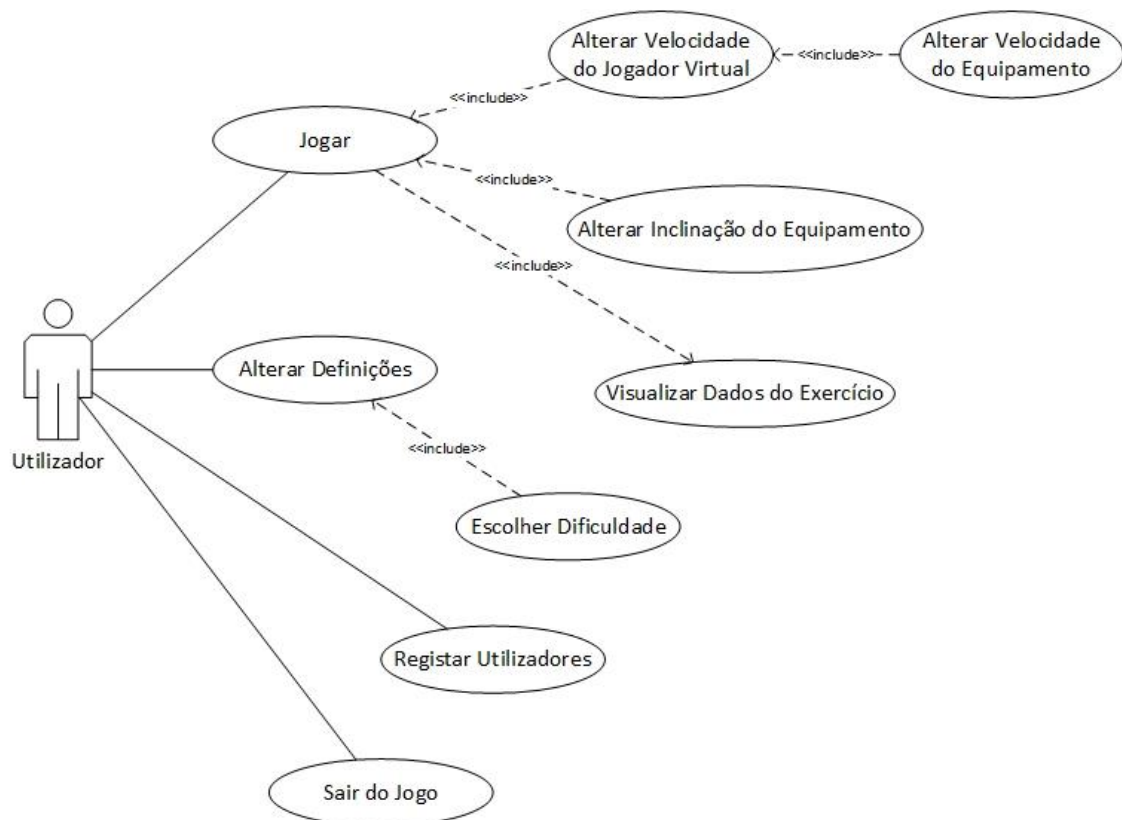 Alterar Velocidade
do Jogador Virtual
<<include>>
Alterar Velocidade
do Equipamento
<<include>>
Jogar
<<include>>
Alterar Inclinação do Equipamento
<<include>>
Visualizar Dados do Exercício
Alterar Definições
<<include>>
Utilizador
Escolher Dificuldade
Registar Utilizadores
Sair do Jogo